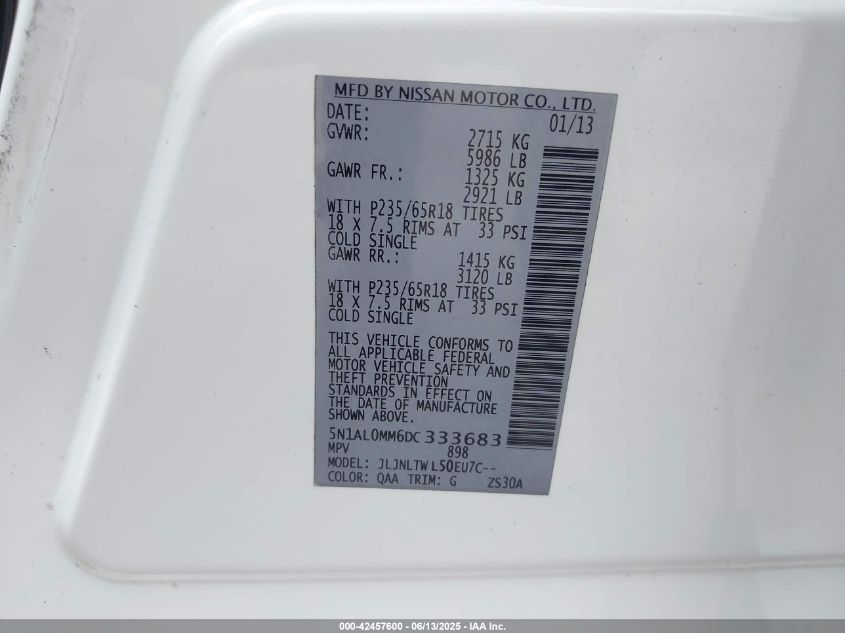 MFD BY NISSAN MOTOR CO., LTD.
DATE: 01/13
GVWR: 2715 KG
5986 LB
GAWR FR.: 1325 KG
2921 LB
WITH P235/65R18 TIRES
18 X 7.5 RIMS AT 33 PSI
COLD SINGLE
GAWR RR.: 1415 KG
3120 LB
WITH P235/65R18 TIRES
18 X 7.5 RIMS AT 33 PSI
COLD SINGLE
THIS VEHICLE CONFORMS TO
ALL APPLICABLE FEDERAL
MOTOR VEHICLE SAFETY AND
THEFT PREVENTION
STANDARDS IN EFFECT ON
THE DATE OF MANUFACTURE
SHOWN ABOVE.
5N1AL0MM6DC333683
MPV 898
MODEL: JLJNLTW L50EU7C--
COLOR: QAA TRIM: G ZS30A
000-42457600 - 06/13/2025 - IAA Inc.